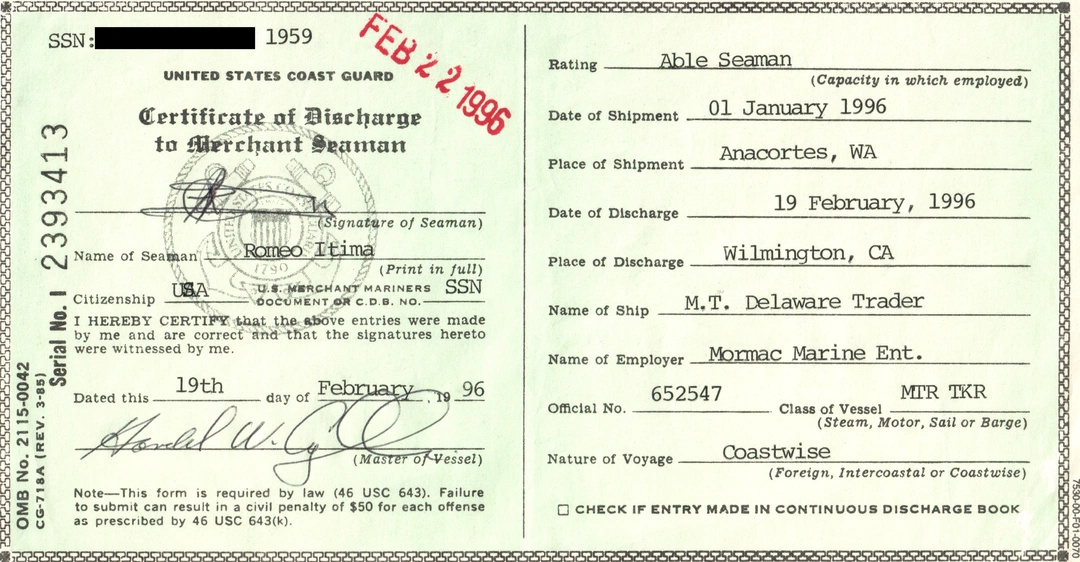 SSN: 1959
FEB 22 1996
UNITED STATES COAST GUARD
Certificate of Discharge
to Merchant Seaman
(Signature of Seaman)
Name of Seaman Romeo Itima
(Print in full)
Citizenship USA U.S. MERCHANT MARINERS DOCUMENT OR C.D.B. NO. SSN
I HEREBY CERTIFY that the above entries were made
by me and are correct and that the signatures hereto
were witnessed by me.
Dated this 19th day of February, 19 96
(Master of Vessel)
Note—This form is required by law (46 USC 643). Failure
to submit can result in a civil penalty of $50 for each offense
as prescribed by 46 USC 643(k).
Serial No. I 2393413
OMB No. 2115-0042
CG-718A (REV. 3-85)
1790
Rating Able Seaman
(Capacity in which employed)
Date of Shipment 01 January 1996
Place of Shipment Anacortes, WA
Date of Discharge 19 February, 1996
Place of Discharge Wilmington, CA
Name of Ship M.T. Delaware Trader
Name of Employer Mormac Marine Ent.
Official No. 652547 Class of Vessel MTR TKR
(Steam, Motor, Sail or Barge)
Nature of Voyage Coastwise
(Foreign, Intercoastal or Coastwise)
☐ CHECK IF ENTRY MADE IN CONTINUOUS DISCHARGE BOOK
7530-00-F01-0070